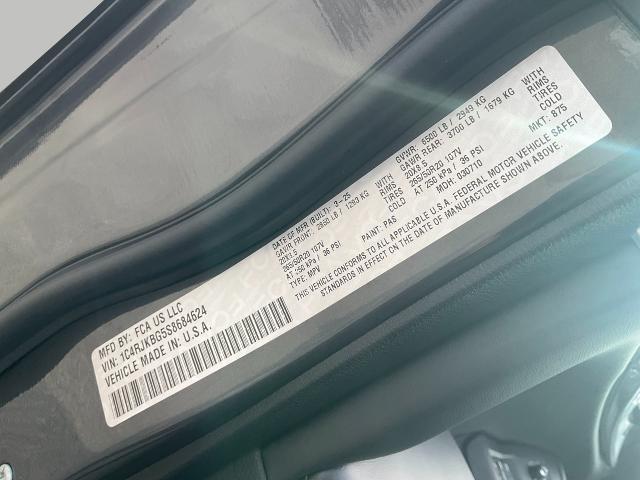 MFD BY: FCA US LLC
VIN: 1C4RJKBG5S8684624
VEHICLE MADE IN U.S.A.
DATE OF MFR (BUILT): 3-25 GVWR: 6500 LB / 2949 KG
GAWR FRONT: 2850 LB / 1293 KG WITH GAWR REAR: 3700 LB / 1679 KG WITH
20X8.5 RIMS 20X8.5 RIMS
265/50R20 107V TIRES 265/50R20 107V TIRES
AT 250 kPa / 36 PSI COLD AT 250 kPa / 36 PSI COLD
TYPE: MPV PAINT: PAS MDH: 030710 MKT: 875
THIS VEHICLE CONFORMS TO ALL APPLICABLE U.S.A. FEDERAL MOTOR VEHICLE SAFETY
STANDARDS IN EFFECT ON THE DATE OF MANUFACTURE SHOWN ABOVE.